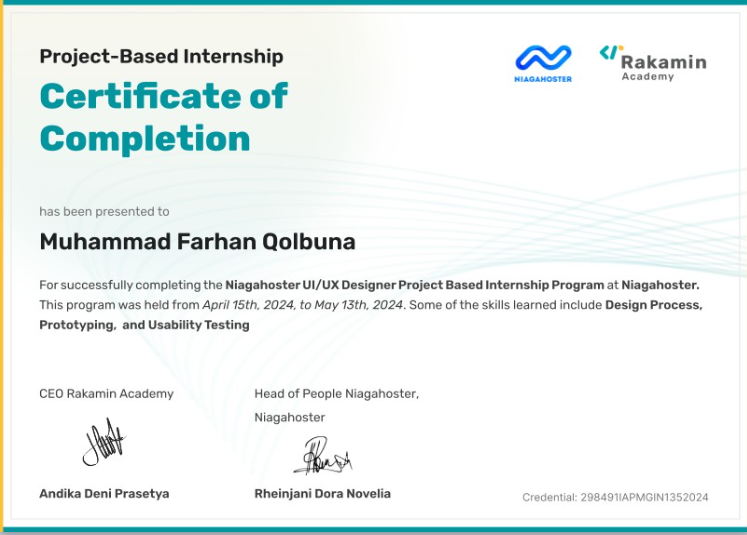 Project-Based Internship
Certificate of
Completion
NIAGAHOSTER
Rakamin
Academy
has been presented to
Muhammad Farhan Qolbuna
For successfully completing the Niagahoster UI/UX Designer Project Based Internship Program at Niagahoster.
This program was held from April 15th, 2024, to May 13th, 2024. Some of the skills learned include Design Process,
Prototyping, and Usability Testing
CEO Rakamin Academy
Andika Deni Prasetya
Head of People Niagahoster,
Niagahoster
Rheinjani Dora Novelia
Credential: 298491IAPMGIN1352024